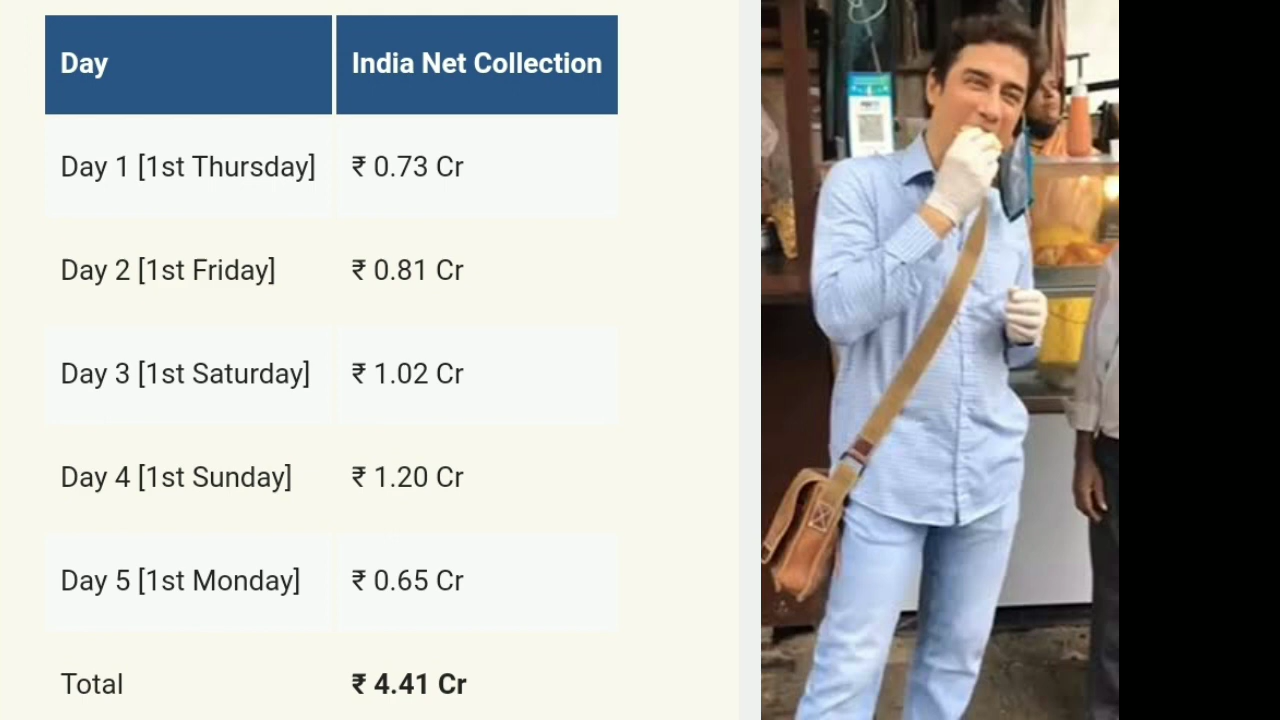 Day India Net Collection
Day 1 [1st Thursday] ₹ 0.73 Cr
Day 2 [1st Friday] ₹ 0.81 Cr
Day 3 [1st Saturday] ₹ 1.02 Cr
Day 4 [1st Sunday] ₹ 1.20 Cr
Day 5 [1st Monday] ₹ 0.65 Cr
Total ₹ 4.41 Cr